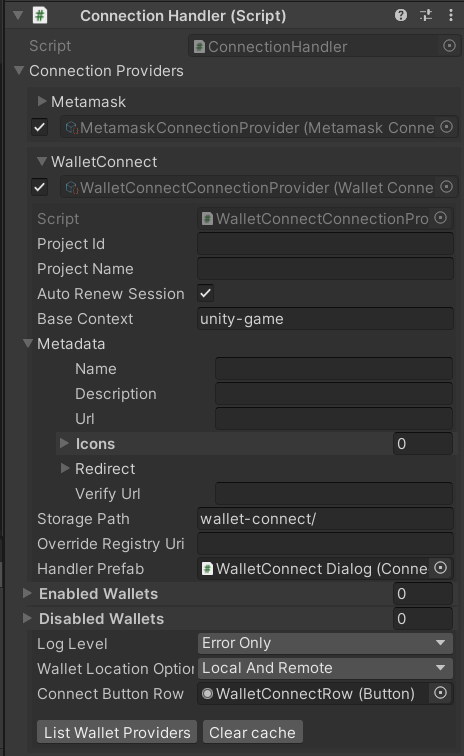 Connection Handler (Script)
Script ConnectionHandler
Connection Providers
Metamask
MetamaskConnectionProvider (Metamask Conne
WalletConnect
WalletConnectConnectionProvider (Wallet Conne
Script WalletConnectConnectionPro
Project Id
Project Name
Auto Renew Session
Base Context unity-game
Metadata
Name
Description
Url
Icons 0
Redirect
Verify Url
Storage Path wallet-connect/
Override Registry Uri
Handler Prefab WalletConnect Dialog (Conne
Enabled Wallets 0
Disabled Wallets 0
Log Level Error Only
Wallet Location Option Local And Remote
Connect Button Row WalletConnectRow (Button)
List Wallet Providers Clear cache